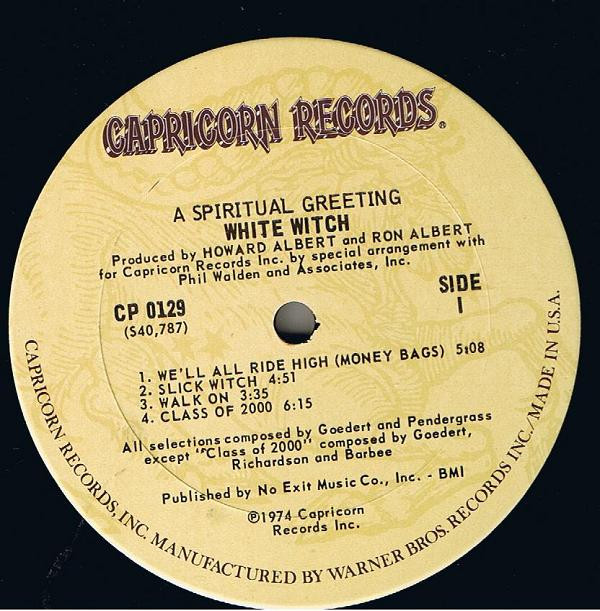 CAPRICORN RECORDS®
A SPIRITUAL GREETING
WHITE WITCH
Produced by HOWARD ALBERT and RON ALBERT
for Capricorn Records Inc. by special arrangement with
Phil Walden and Associates, Inc.
CP 0129
(S40,787)
SIDE
I
1. WE'LL ALL RIDE HIGH (MONEY BAGS) 5:08
2. SLICK WITCH 4:51
3. WALK ON 3:35
4. CLASS OF 2000 6:15
All selections composed by Goedert and Pendergrass
except "Class of 2000" composed by Goedert,
Richardson and Barbee
Published by No Exit Music Co., Inc. - BMI
℗1974 Capricorn
Records Inc.
CAPRICORN RECORDS, INC. MANUFACTURED BY WARNER BROS. RECORDS INC./MADE IN U.S.A.